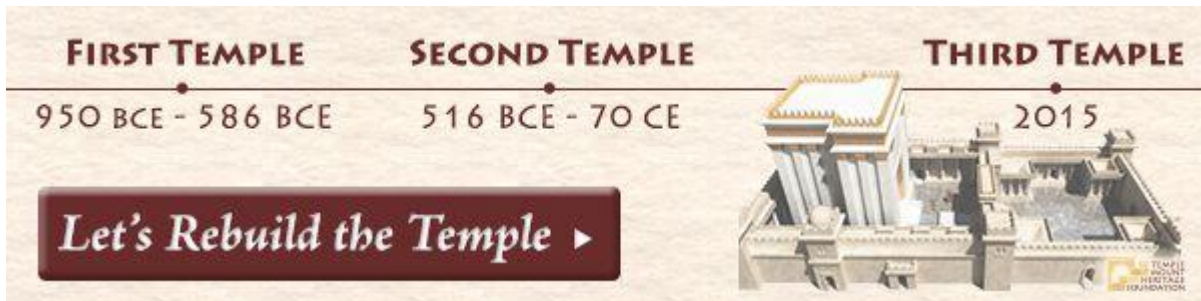 FIRST TEMPLE
950 BCE - 586 BCE
SECOND TEMPLE
516 BCE - 70 CE
THIRD TEMPLE
2015
Let's Rebuild the Temple
TEMPLE
MOUNT
HERITAGE
FOUNDATION